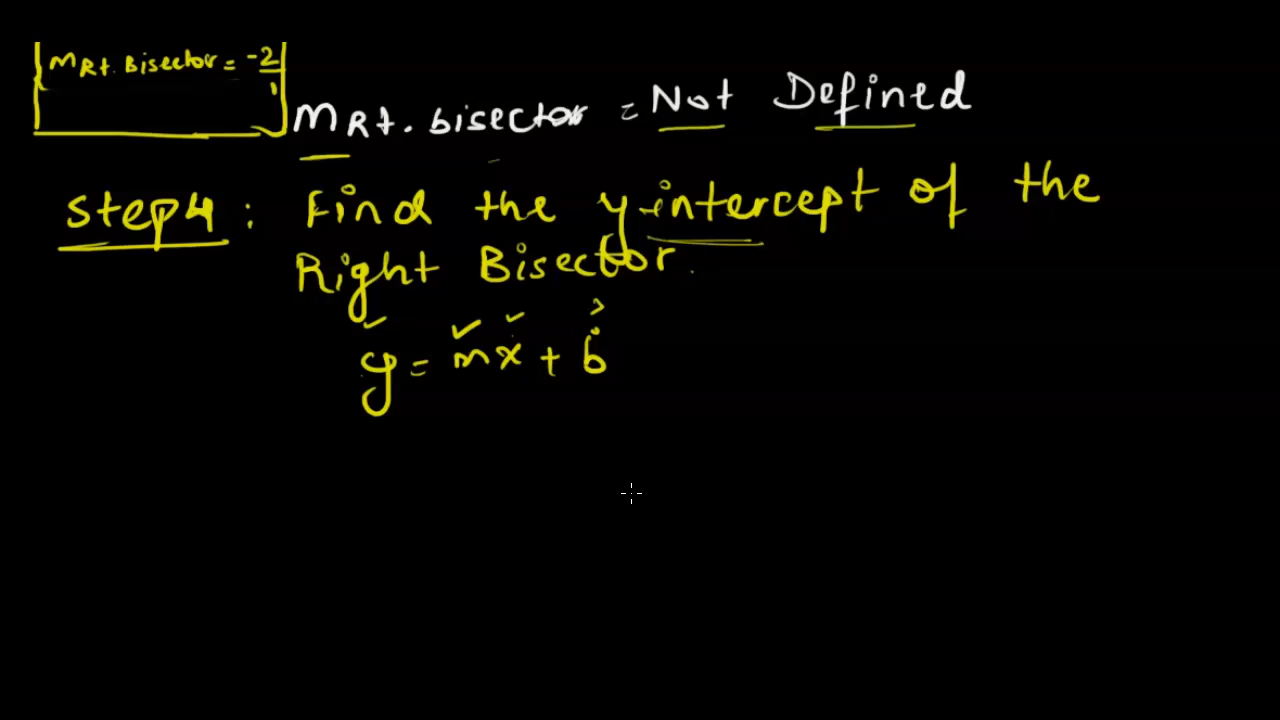 MRt. Bisector = -2/1
MRt. bisector = Not Defined
step4 : Find the y-intercept of the
Right Bisector.
y = mx + b